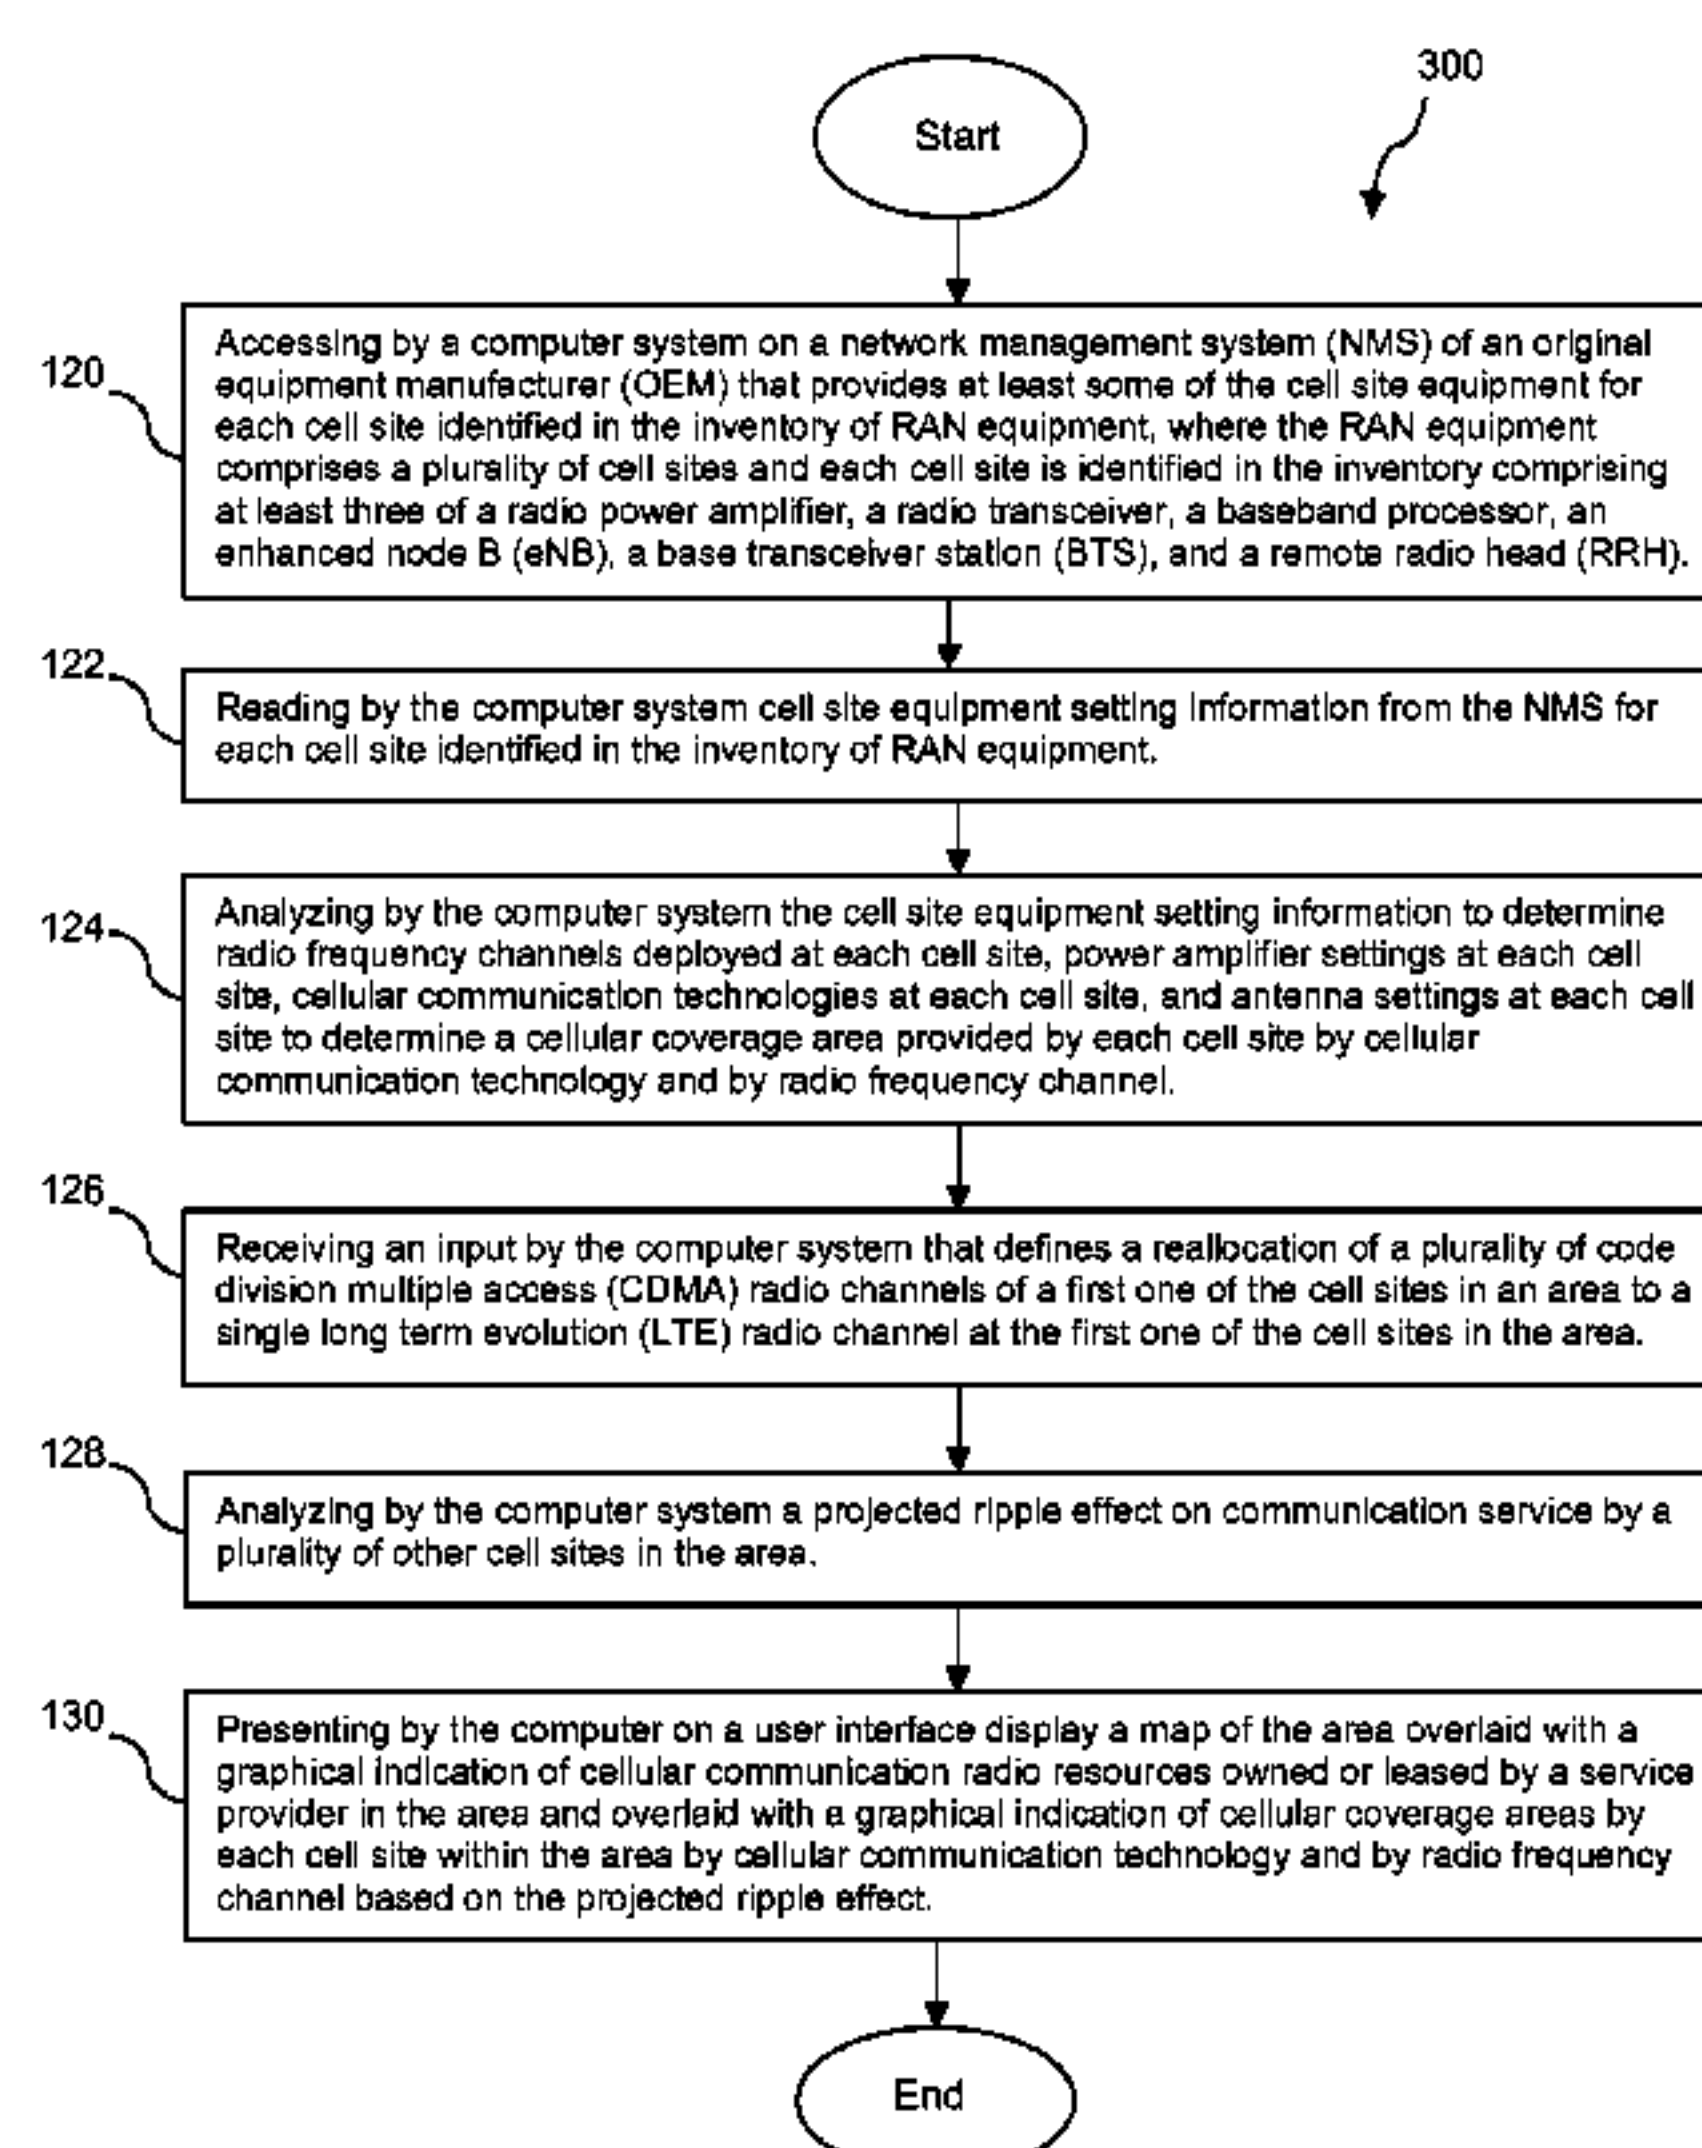 300
Start
120
Accessing by a computer system on a network management system (NMS) of an original
equipment manufacturer (OEM) that provides at least some of the cell site equipment for
each cell site identified in the inventory of RAN equipment, where the RAN equipment
comprises a plurality of cell sites and each cell site is identified in the inventory comprising
at least three of a radio power amplifier, a radio transceiver, a baseband processor, an
enhanced node B (eNB), a base transceiver station (BTS), and a remote radio head (RRH).
122
Reading by the computer system cell site equipment setting information from the NMS for
each cell site identified in the inventory of RAN equipment.
124
Analyzing by the computer system the cell site equipment setting information to determine
radio frequency channels deployed at each cell site, power amplifier settings at each cell
site, cellular communication technologies at each cell site, and antenna settings at each cell
site to determine a cellular coverage area provided by each cell site by cellular
communication technology and by radio frequency channel.
126
Receiving an input by the computer system that defines a reallocation of a plurality of code
division multiple access (CDMA) radio channels of a first one of the cell sites in an area to a
single long term evolution (LTE) radio channel at the first one of the cell sites in the area.
128
Analyzing by the computer system a projected ripple effect on communication service by a
plurality of other cell sites in the area.
130
Presenting by the computer on a user interface display a map of the area overlaid with a
graphical indication of cellular communication radio resources owned or leased by a service
provider in the area and overlaid with a graphical indication of cellular coverage areas by
each cell site within the area by cellular communication technology and by radio frequency
channel based on the projected ripple effect.
End